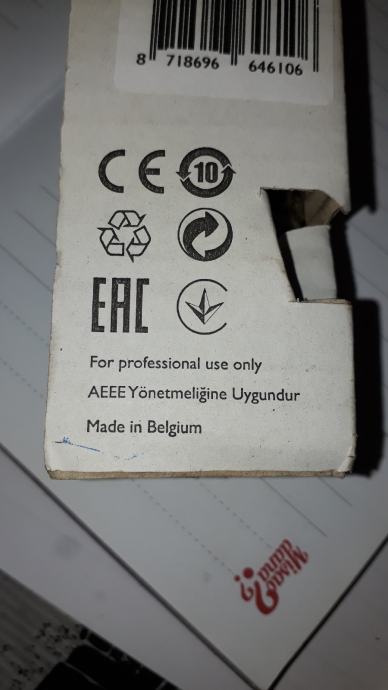 8 718696 646106
CE 10
EAC
For professional use only
AEEE Yönetmeliğine Uygundur
Made in Belgium